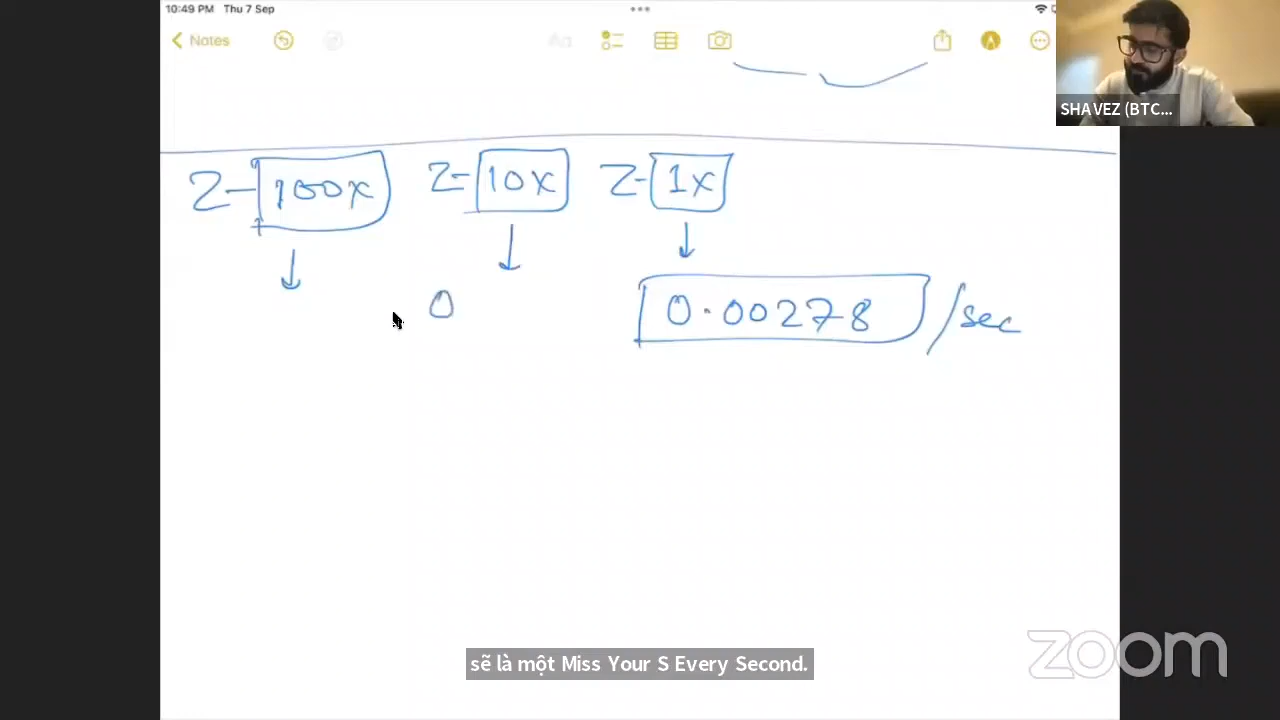 10:49 PM Thu 7 Sep
Notes
Aa
SHAVEZ (BTC...
Z-100x Z-10x Z-1x
0 0.00278 /sec
sẽ là một Miss Your S Every Second.
zoom